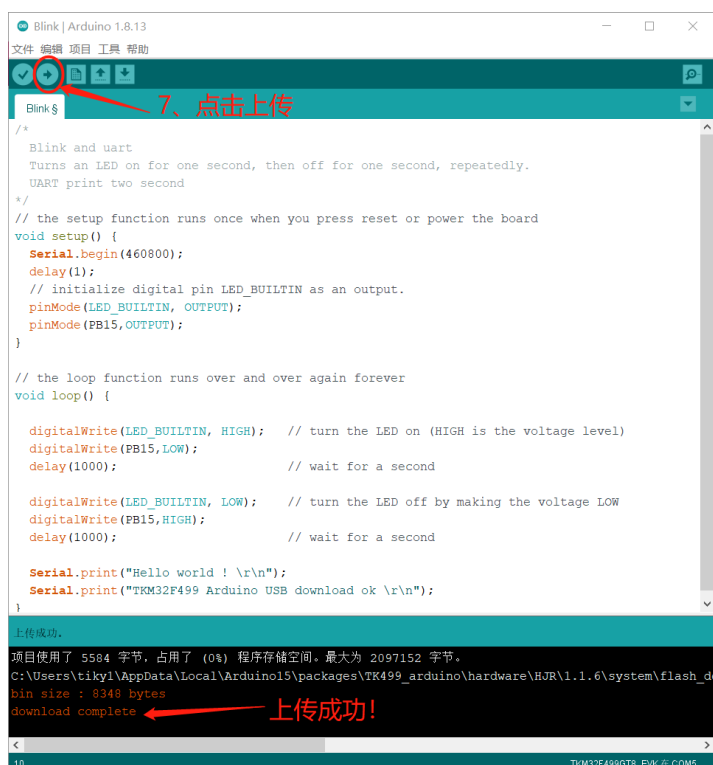 Blink | Arduino 1.8.13
文件 编辑 项目 工具 帮助
7、点击上传
Blink §
/*
  Blink and uart
  Turns an LED on for one second, then off for one second, repeatedly.
  UART print two second
*/
// the setup function runs once when you press reset or power the board
void setup() {
  Serial.begin(460800);
  delay(1);
  // initialize digital pin LED_BUILTIN as an output.
  pinMode(LED_BUILTIN, OUTPUT);
  pinMode(PB15,OUTPUT);
}
// the loop function runs over and over again forever
void loop() {
  digitalWrite(LED_BUILTIN, HIGH);   // turn the LED on (HIGH is the voltage level)
  digitalWrite(PB15,LOW);
  delay(1000);                       // wait for a second
  digitalWrite(LED_BUILTIN, LOW);    // turn the LED off by making the voltage LOW
  digitalWrite(PB15,HIGH);
  delay(1000);                       // wait for a second
  Serial.print("Hello world ! \r\n");
  Serial.print("TKM32F499 Arduino USB download ok \r\n");
}
上传成功。
项目使用了 5584 字节，占用了 (0%) 程序存储空间。最大为 2097152 字节。
C:\Users\tiky1\AppData\Local\Arduino15\packages\TK499_arduino\hardware\HJR\1.1.6\system\flash_d
bin size : 8348 bytes
download complete
上传成功！
10
TKM32F499GT8_EVK 在 COM5